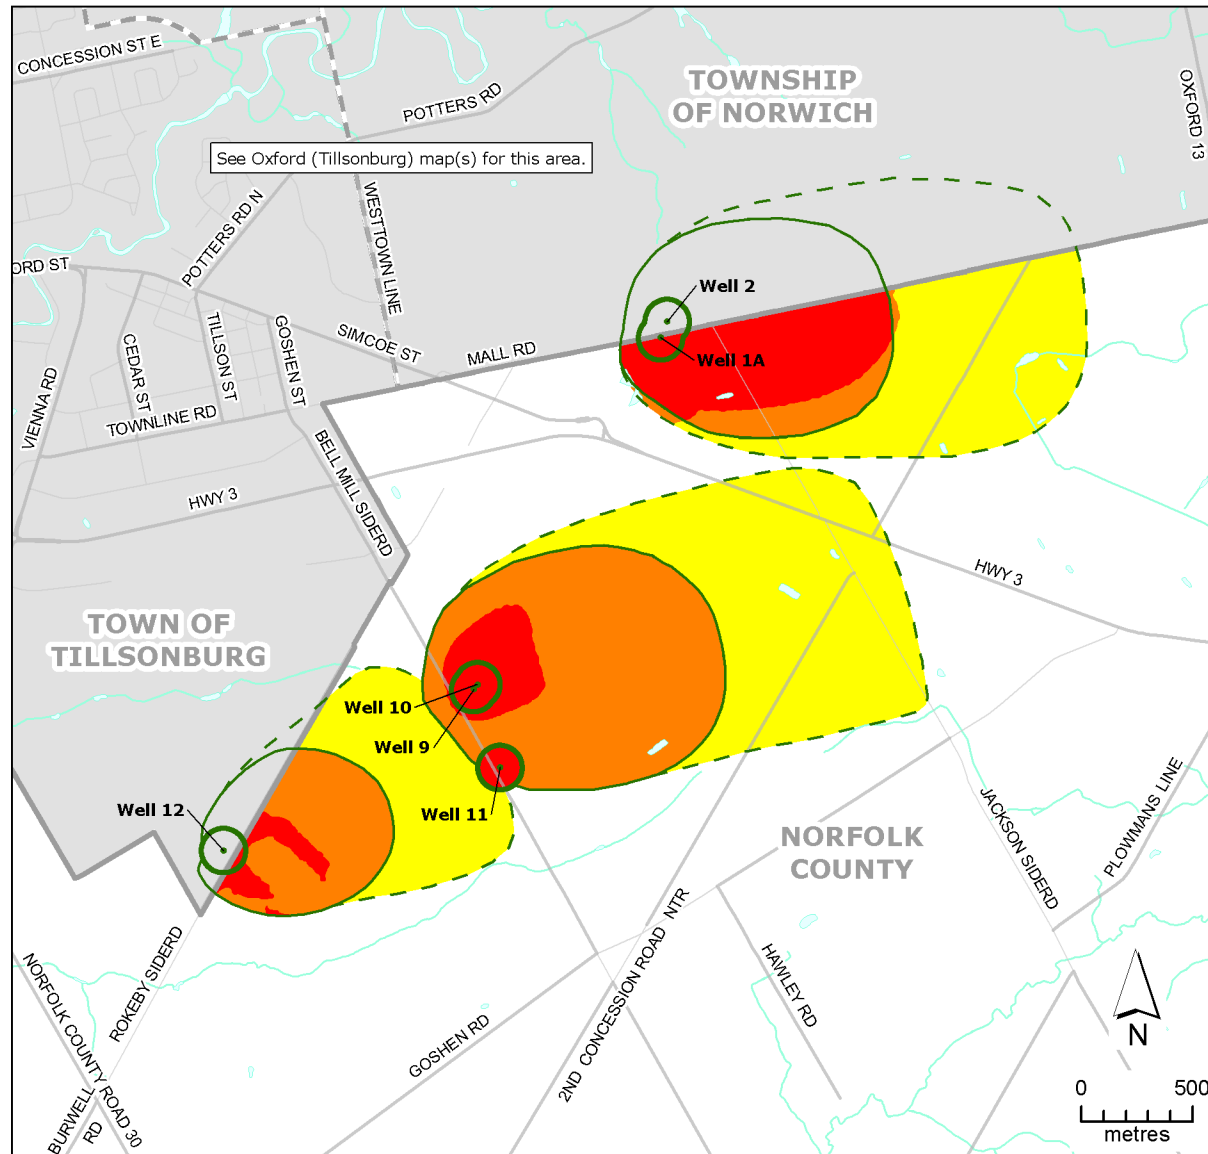 CONCESSION ST E
POTTERS RD
TOWNSHIP
OF NORWICH
OXFORD 13
See Oxford (Tillsonburg) map(s) for this area.
POTTERS RD N
WESTTOWN LINE
ORD ST
Well 2
SIMCOE ST
MALL RD
Well 1A
VIENNA RD
CEDAR ST
TILLSON ST
GOSHEN ST
TOWNLINE RD
BELL MILL SIDERD
HWY 3
HWY 3
TOWN OF
TILLSONBURG
Well 10
Well 9
Well 12
Well 11
NORFOLK
COUNTY
JACKSON SIDERD
PLOWMANS LINE
ROKEBY SIDERD
NORFOLK COUNTY ROAD 30
BURWELL
RD
GOSHEN RD
2ND CONCESSION ROAD NTR
HAWLEY RD
N
0 500
metres